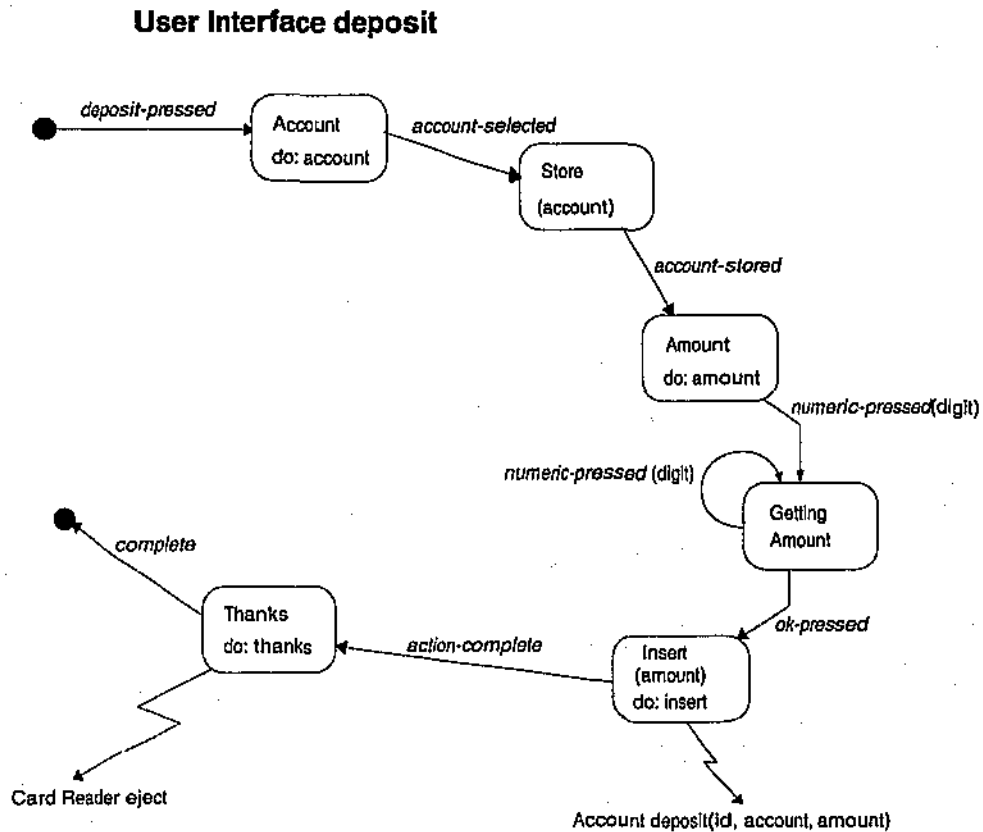 User Interface deposit
deposit-pressed
Account
do: account
account-selected
Store
(account)
account-stored
Amount
do: amount
numeric-pressed(digit)
numeric-pressed (digit)
Getting
Amount
ok-pressed
Insert
(amount)
do: insert
action-complete
Thanks
do: thanks
complete
Card Reader eject
Account deposit(id, account, amount)